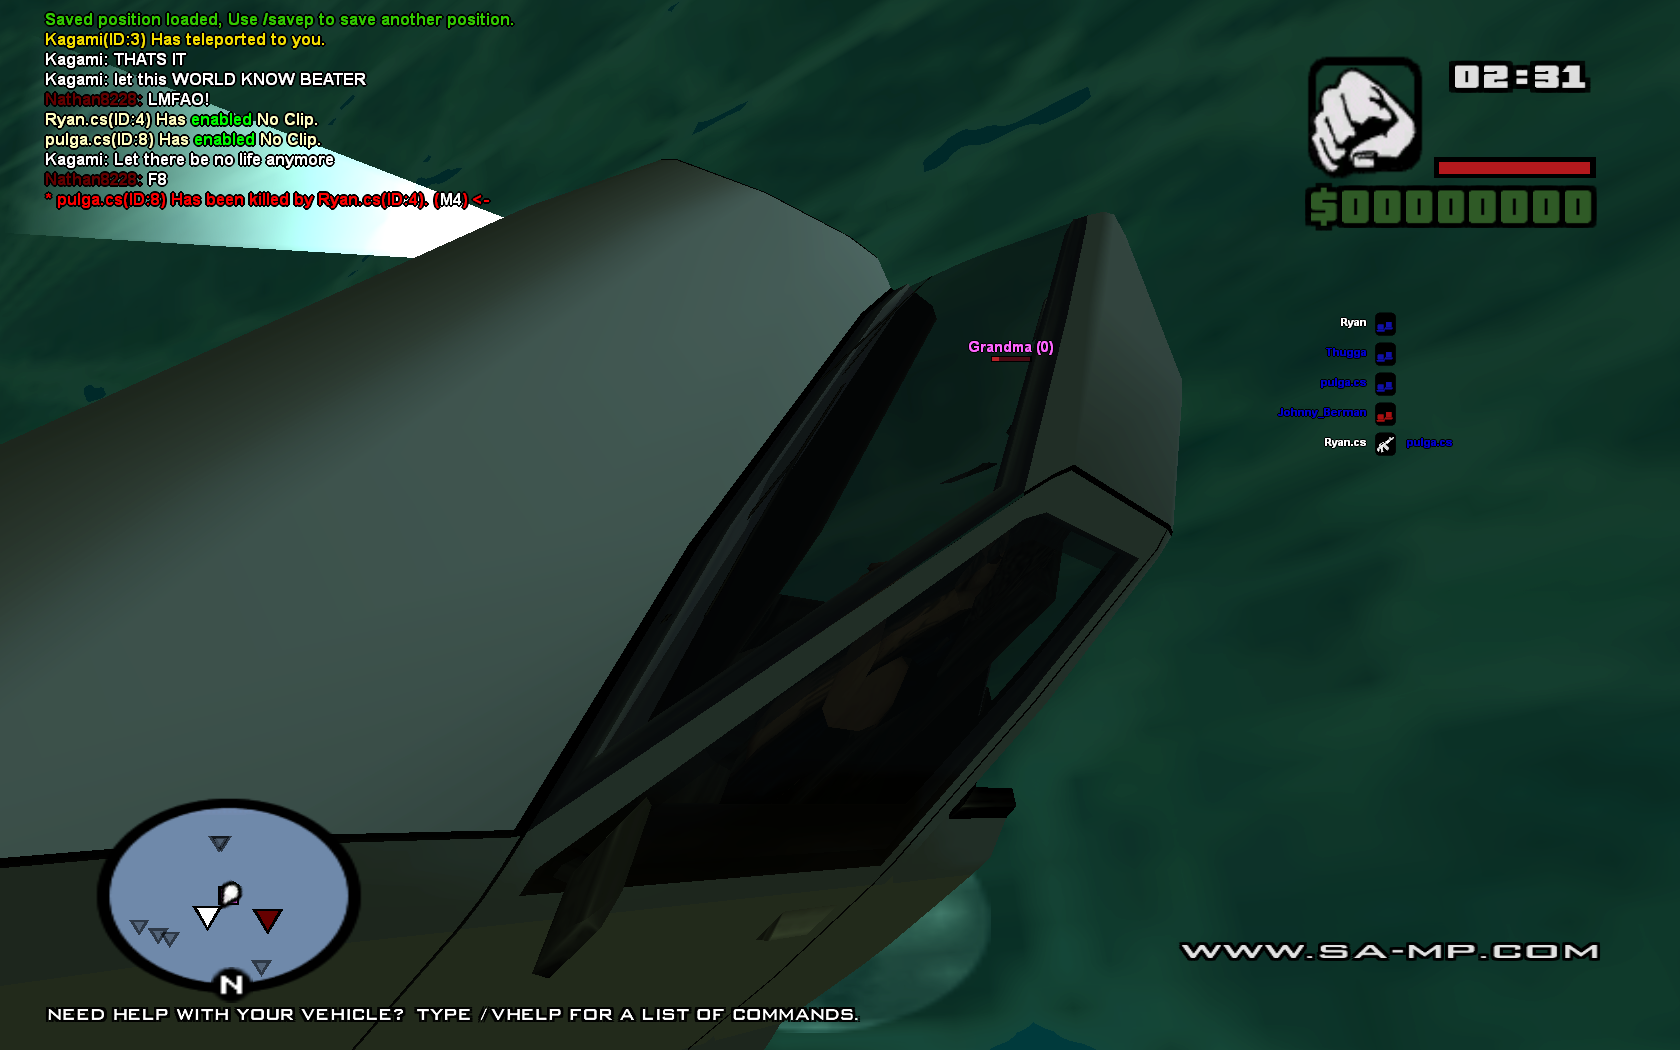 Saved position loaded, Use /savep to save another position.
Kagami(ID:3) Has teleported to you.
Kagami: THATS IT
Kagami: let this WORLD KNOW BEATER
Nathan8228: LMFAO!
Ryan.cs(ID:4) Has enabled No Clip.
pulga.cs(ID:8) Has enabled No Clip.
Kagami: Let there be no life anymore
Nathan8228: F8
* pulga.cs(ID:8) Has been killed by Ryan.cs(ID:4). (M4) <-
02:31
$00000000
Ryan
Thugga
pulga.cs
Johnny_Berman
Ryan.cs pulga.cs
Grandma (0)
N
WWW.SA-MP.COM
NEED HELP WITH YOUR VEHICLE? TYPE /VHELP FOR A LIST OF COMMANDS.